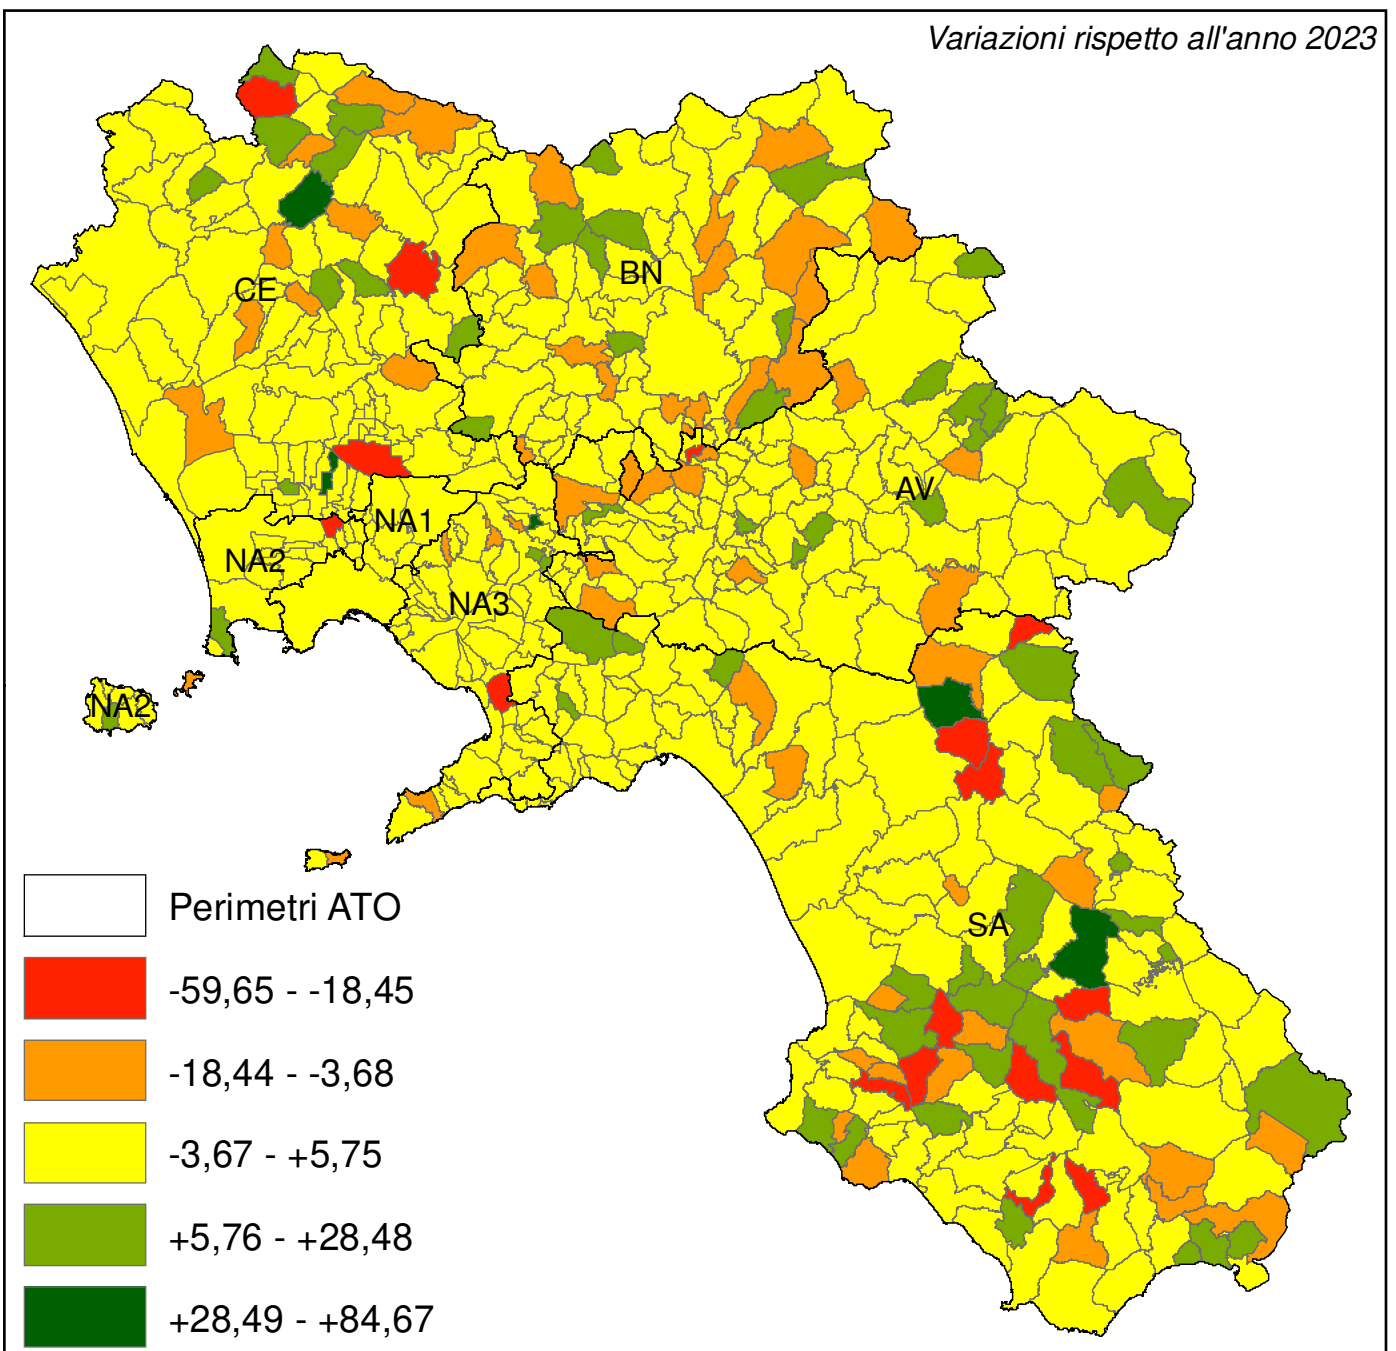 Variazioni rispetto all'anno 2023
CE
BN
AV
NA1
NA2
NA3
NA2
SA
Perimetri ATO
-59,65 - -18,45
-18,44 - -3,68
-3,67 - +5,75
+5,76 - +28,48
+28,49 - +84,67